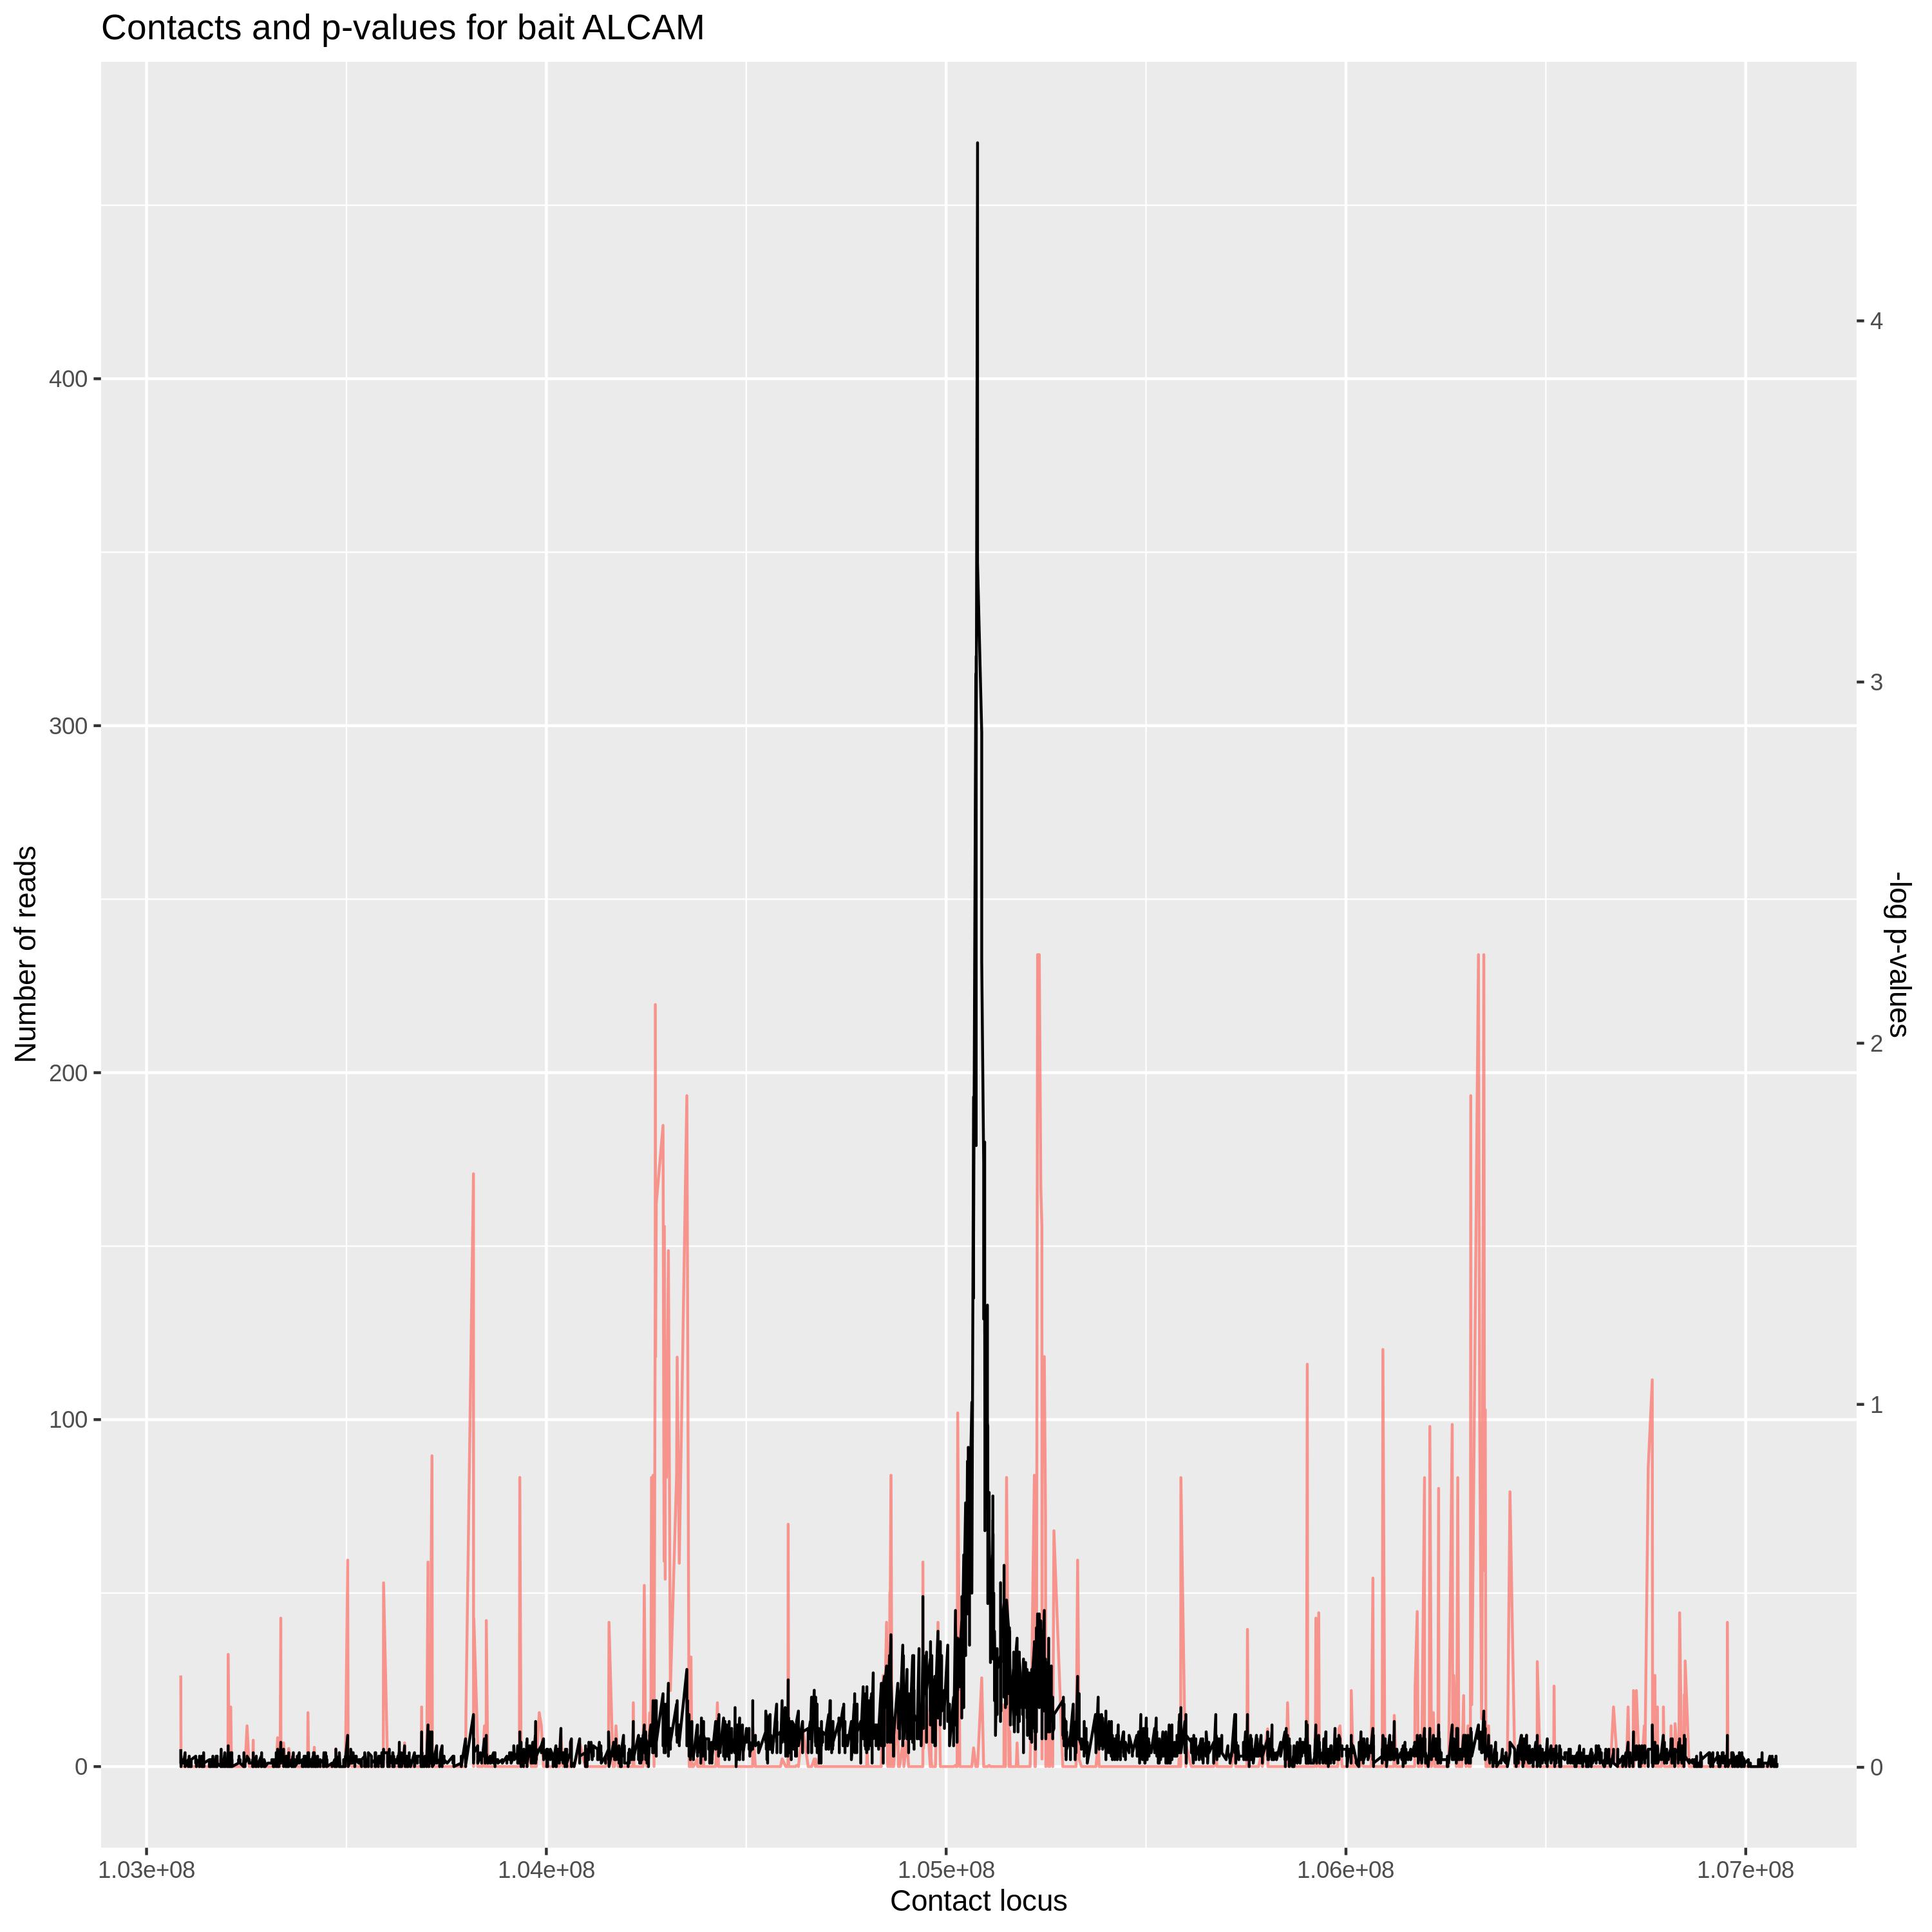 Contacts and p-values for bait ALCAM
400
300
200
100
0
Number of reads
4
3
2
1
0
-log p-values
1.03e+08
1.04e+08
1.05e+08
1.06e+08
1.07e+08
Contact locus